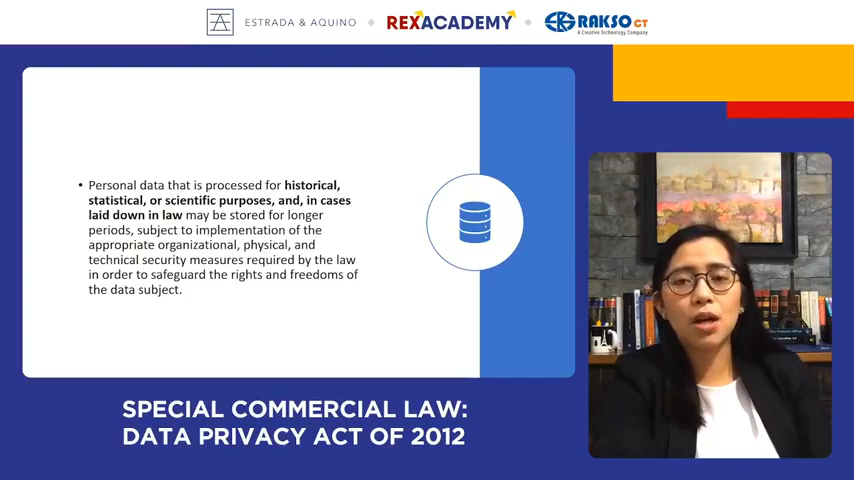 ESTRADA & AQUINO
REXACADEMY
RAKSO CT
A Creative Technology Company
• Personal data that is processed for historical,
statistical, or scientific purposes, and, in cases
laid down in law may be stored for longer
periods, subject to implementation of the
appropriate organizational, physical, and
technical security measures required by the law
in order to safeguard the rights and freedoms of
the data subject.
SPECIAL COMMERCIAL LAW:
DATA PRIVACY ACT OF 2012